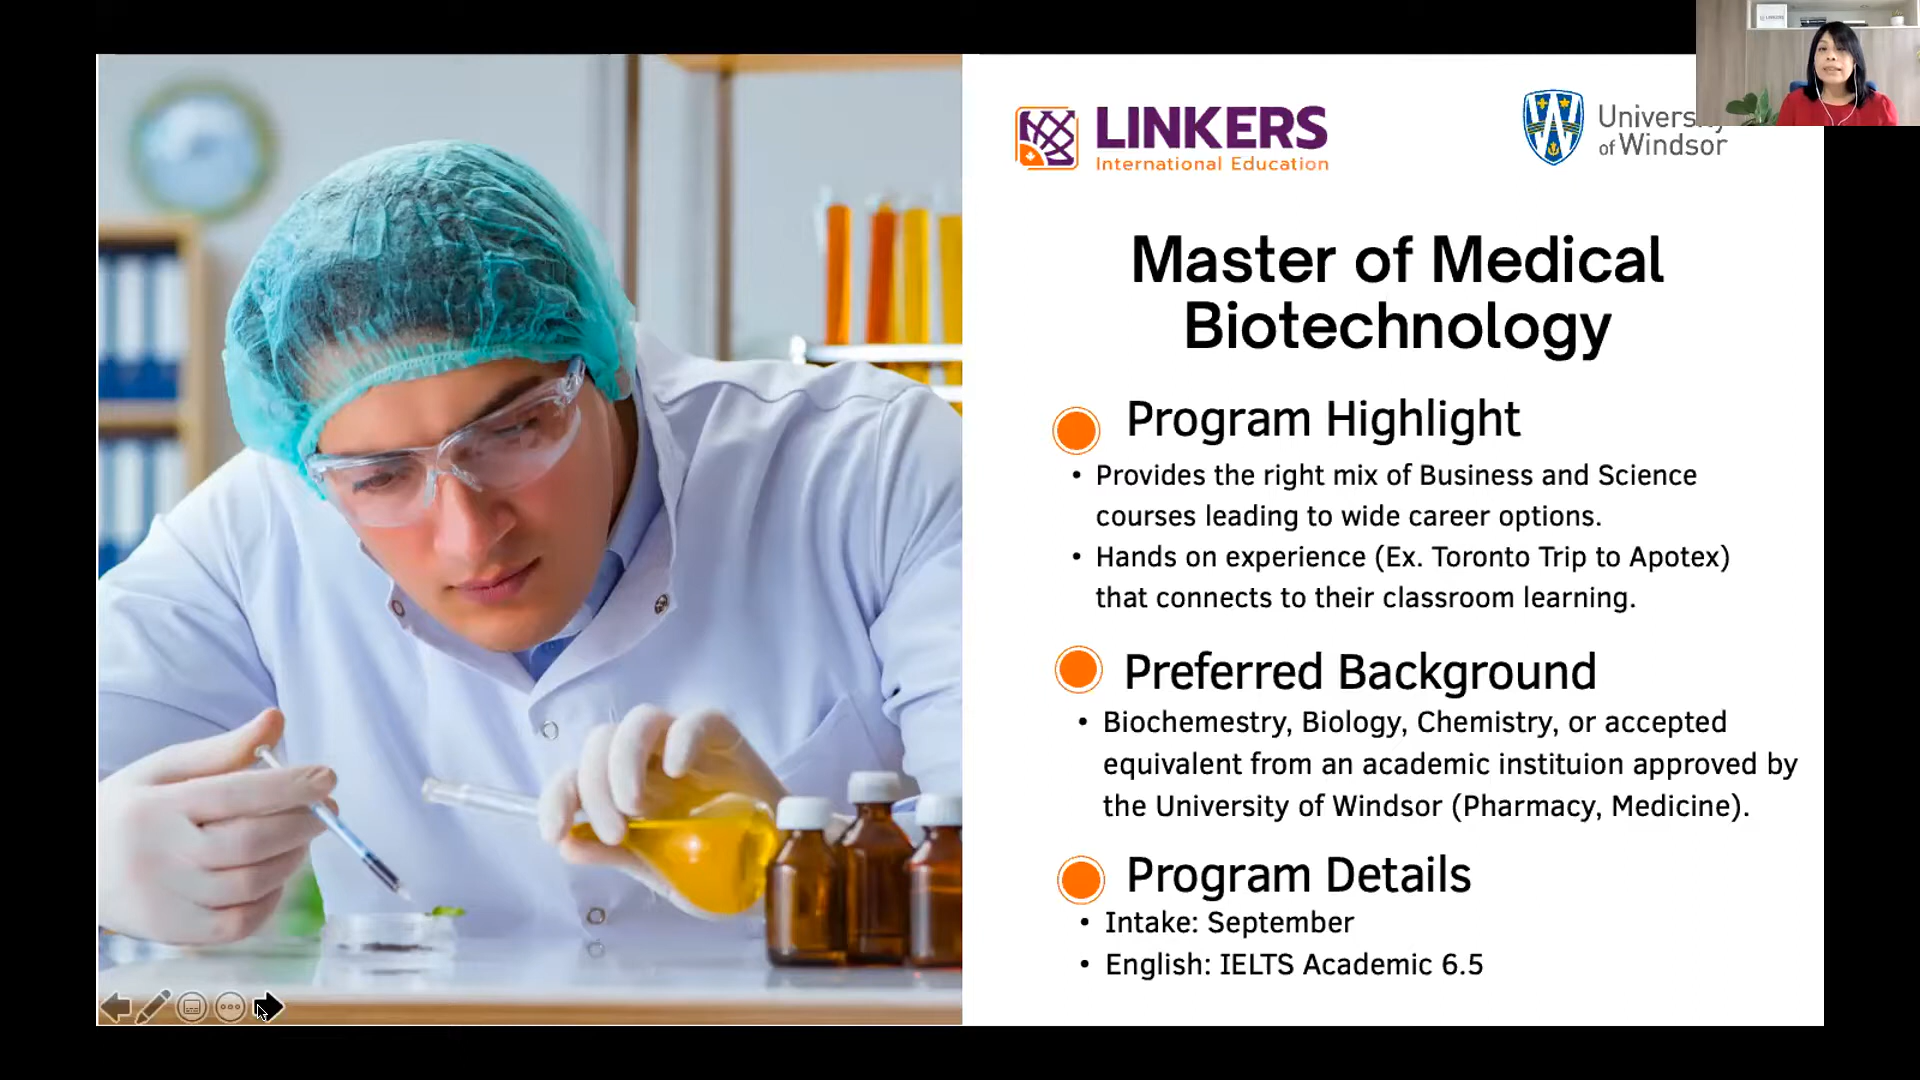 LINKERS
International Education
University
of Windsor
Master of Medical
Biotechnology
Program Highlight
• Provides the right mix of Business and Science
courses leading to wide career options.
• Hands on experience (Ex. Toronto Trip to Apotex)
that connects to their classroom learning.
Preferred Background
• Biochemestry, Biology, Chemistry, or accepted
equivalent from an academic instituion approved by
the University of Windsor (Pharmacy, Medicine).
Program Details
• Intake: September
• English: IELTS Academic 6.5